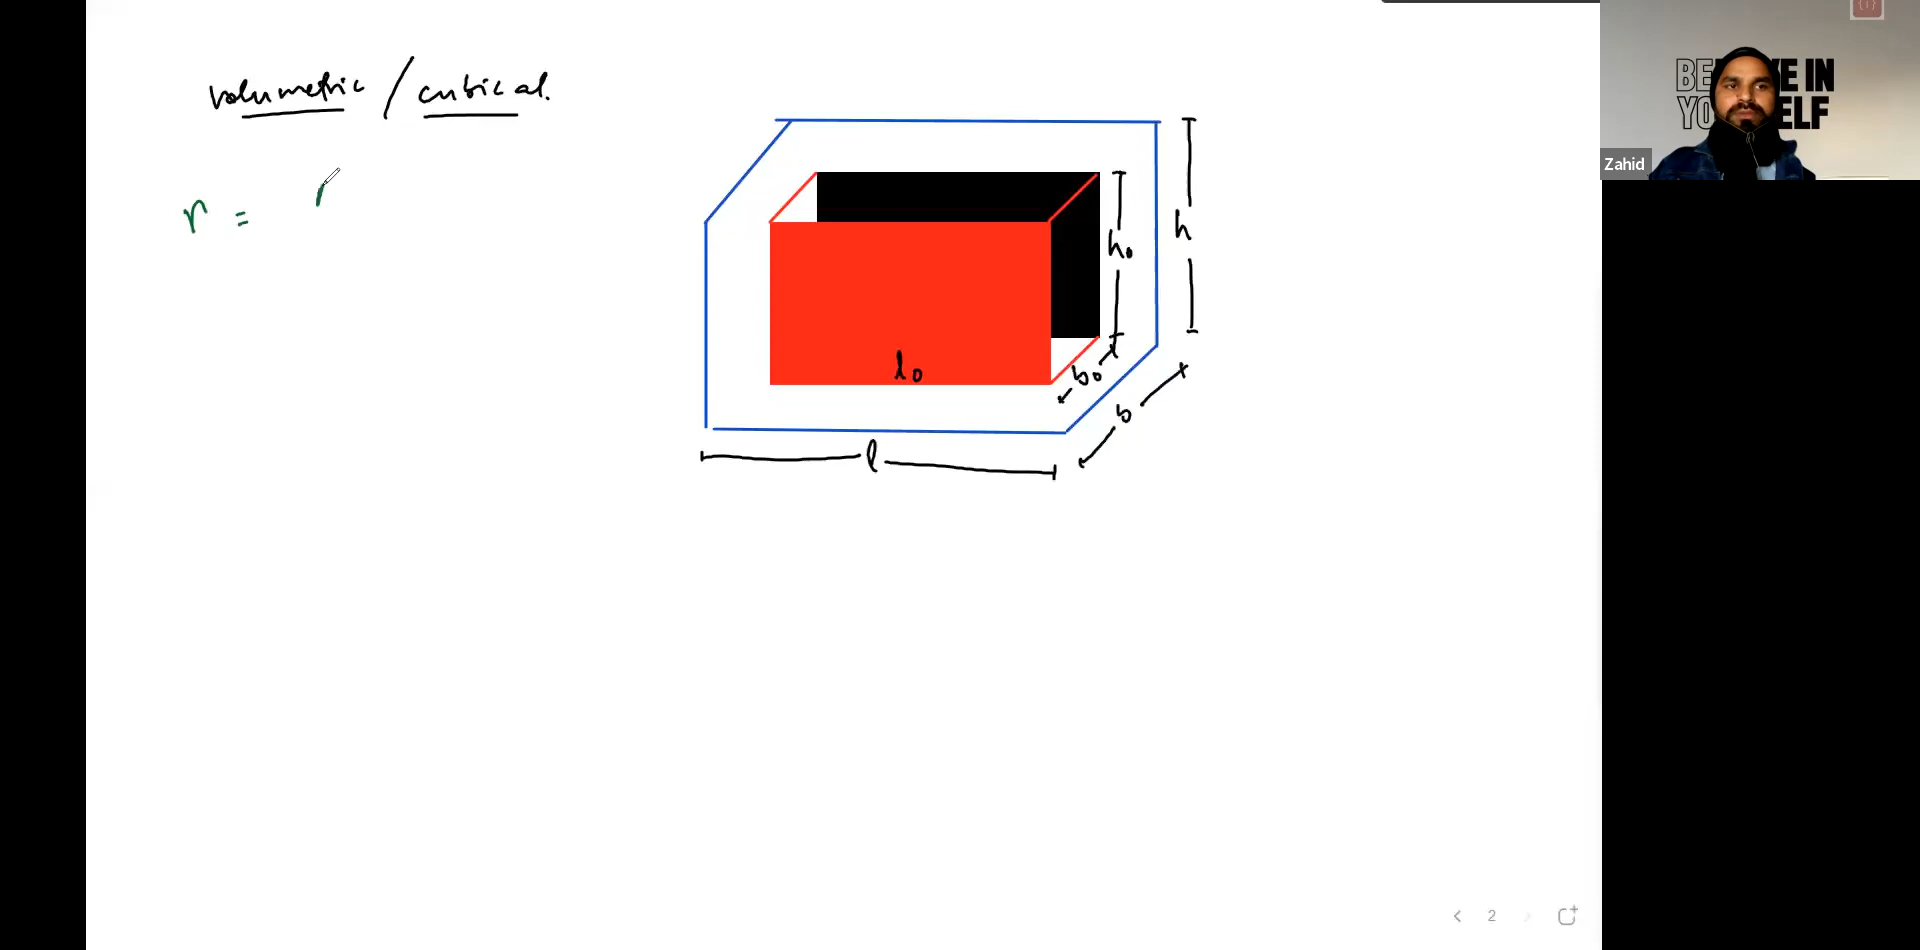 volumetric / cubical.
r =
h
h₀
l₀
b₀
b
l
BE IN
YO ELF
Zahid
2